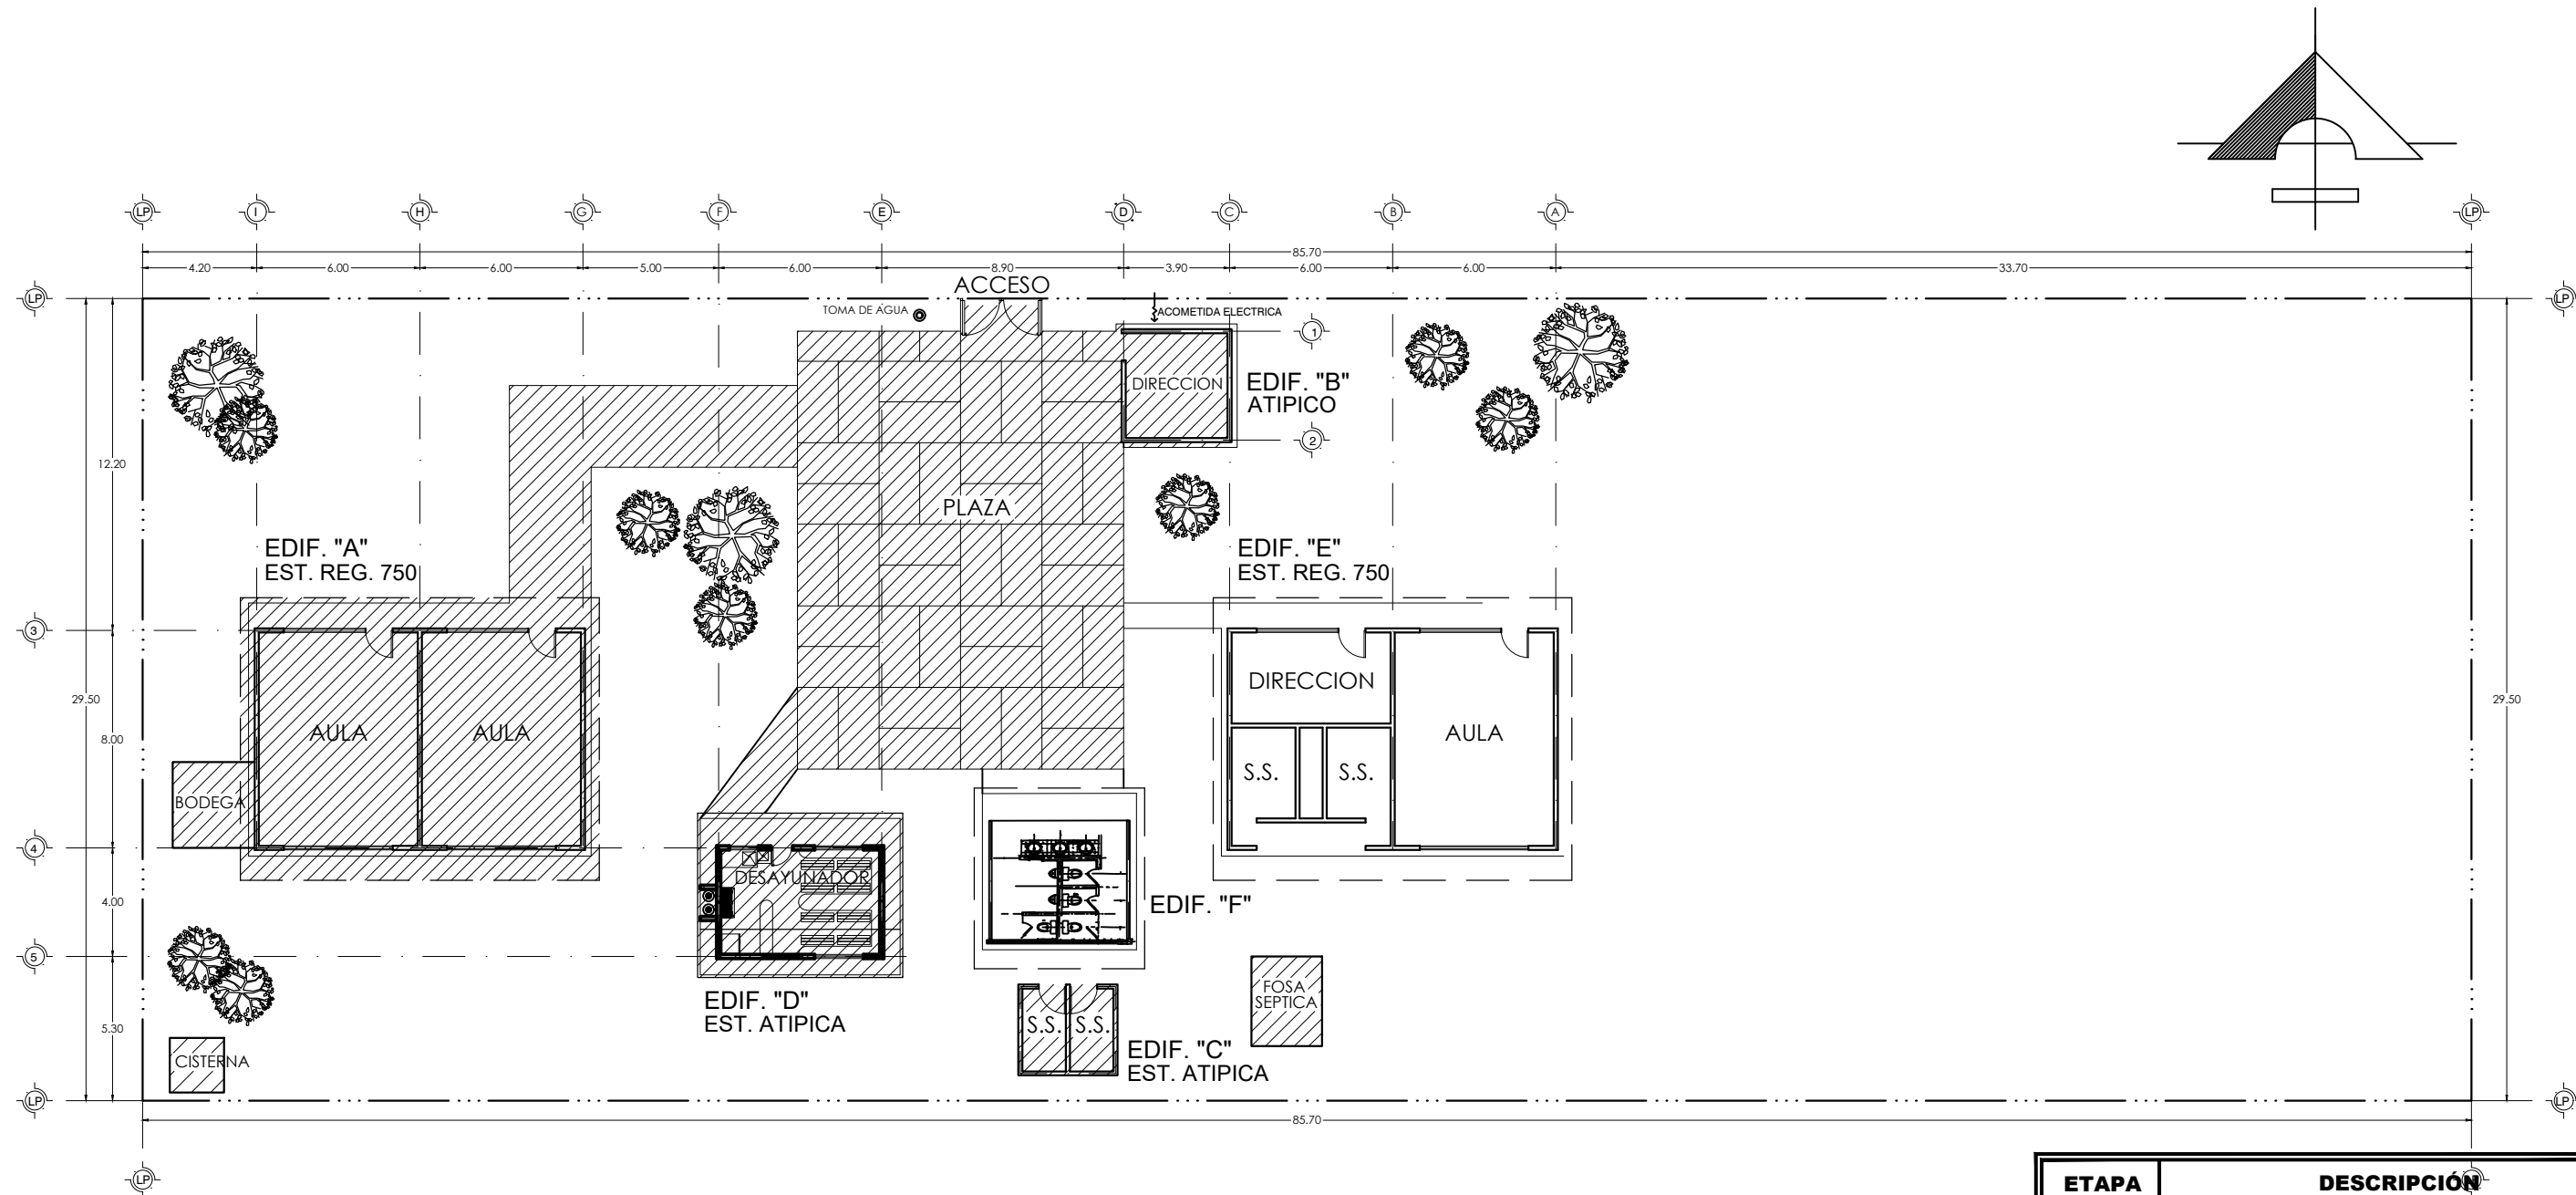 LP I H G F E D C B A LP
85.70
4.20 6.00 6.00 5.00 6.00 8.90 3.90 6.00 6.00 33.70
ACCESO
LP LP
TOMA DE AGUA
ACOMETIDA ELECTRICA
1
DIRECCION
EDIF. "B"
ATIPICO
2
12.20
PLAZA
EDIF. "A"
EST. REG. 750
EDIF. "E"
EST. REG. 750
3
29.50
29.50
8.00
AULA
AULA
DIRECCION
AULA
S.S.
S.S.
BODEGA
4
DESAYUNADOR
4.00
EDIF. "F"
5
EDIF. "D"
EST. ATIPICA
FOSA
SEPTICA
5.30
S.S.
S.S.
CISTERNA
EDIF. "C"
EST. ATIPICA
LP LP
85.70
LP
ETAPA DESCRIPCIÓN